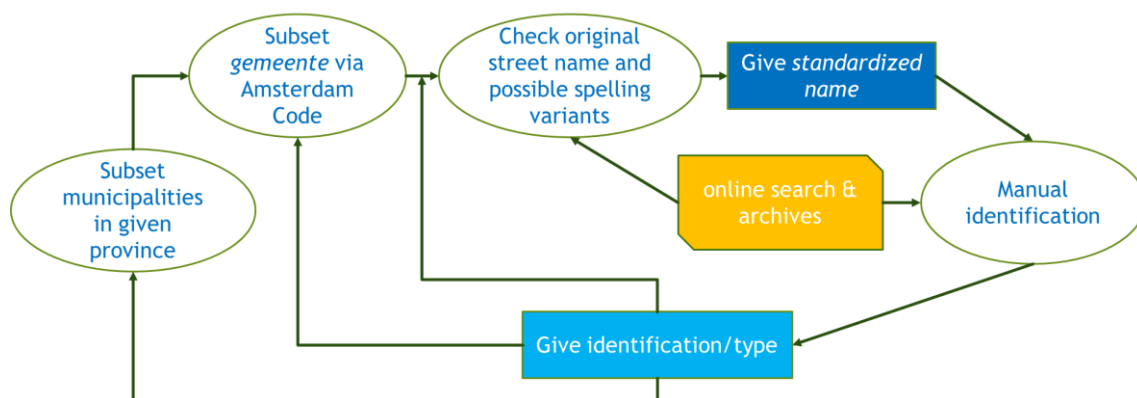 Subset
gemeente via
Amsterdam
Code
Check original
street name and
possible spelling
variants
Give standardized
name
Subset
municipalities
in given
province
online search &
archives
Manual
identification
Give identification/type